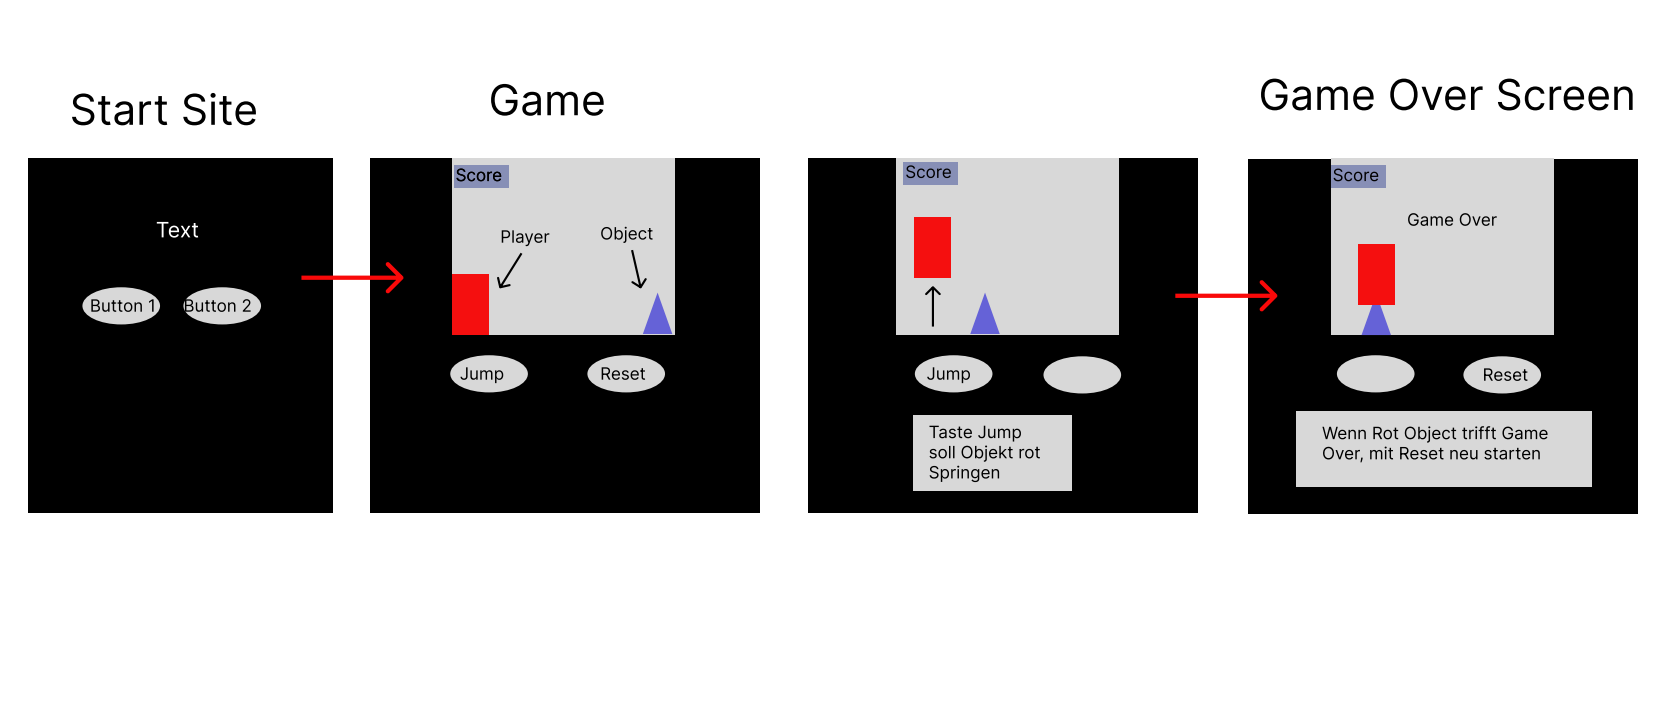 Start Site
Game
Game Over Screen
Text
Button 1
Button 2
Score
Player
Object
Jump
Reset
Score
Jump
Taste Jump
soll Objekt rot
Springen
Score
Game Over
Reset
Wenn Rot Object trifft Game
Over, mit Reset neu starten